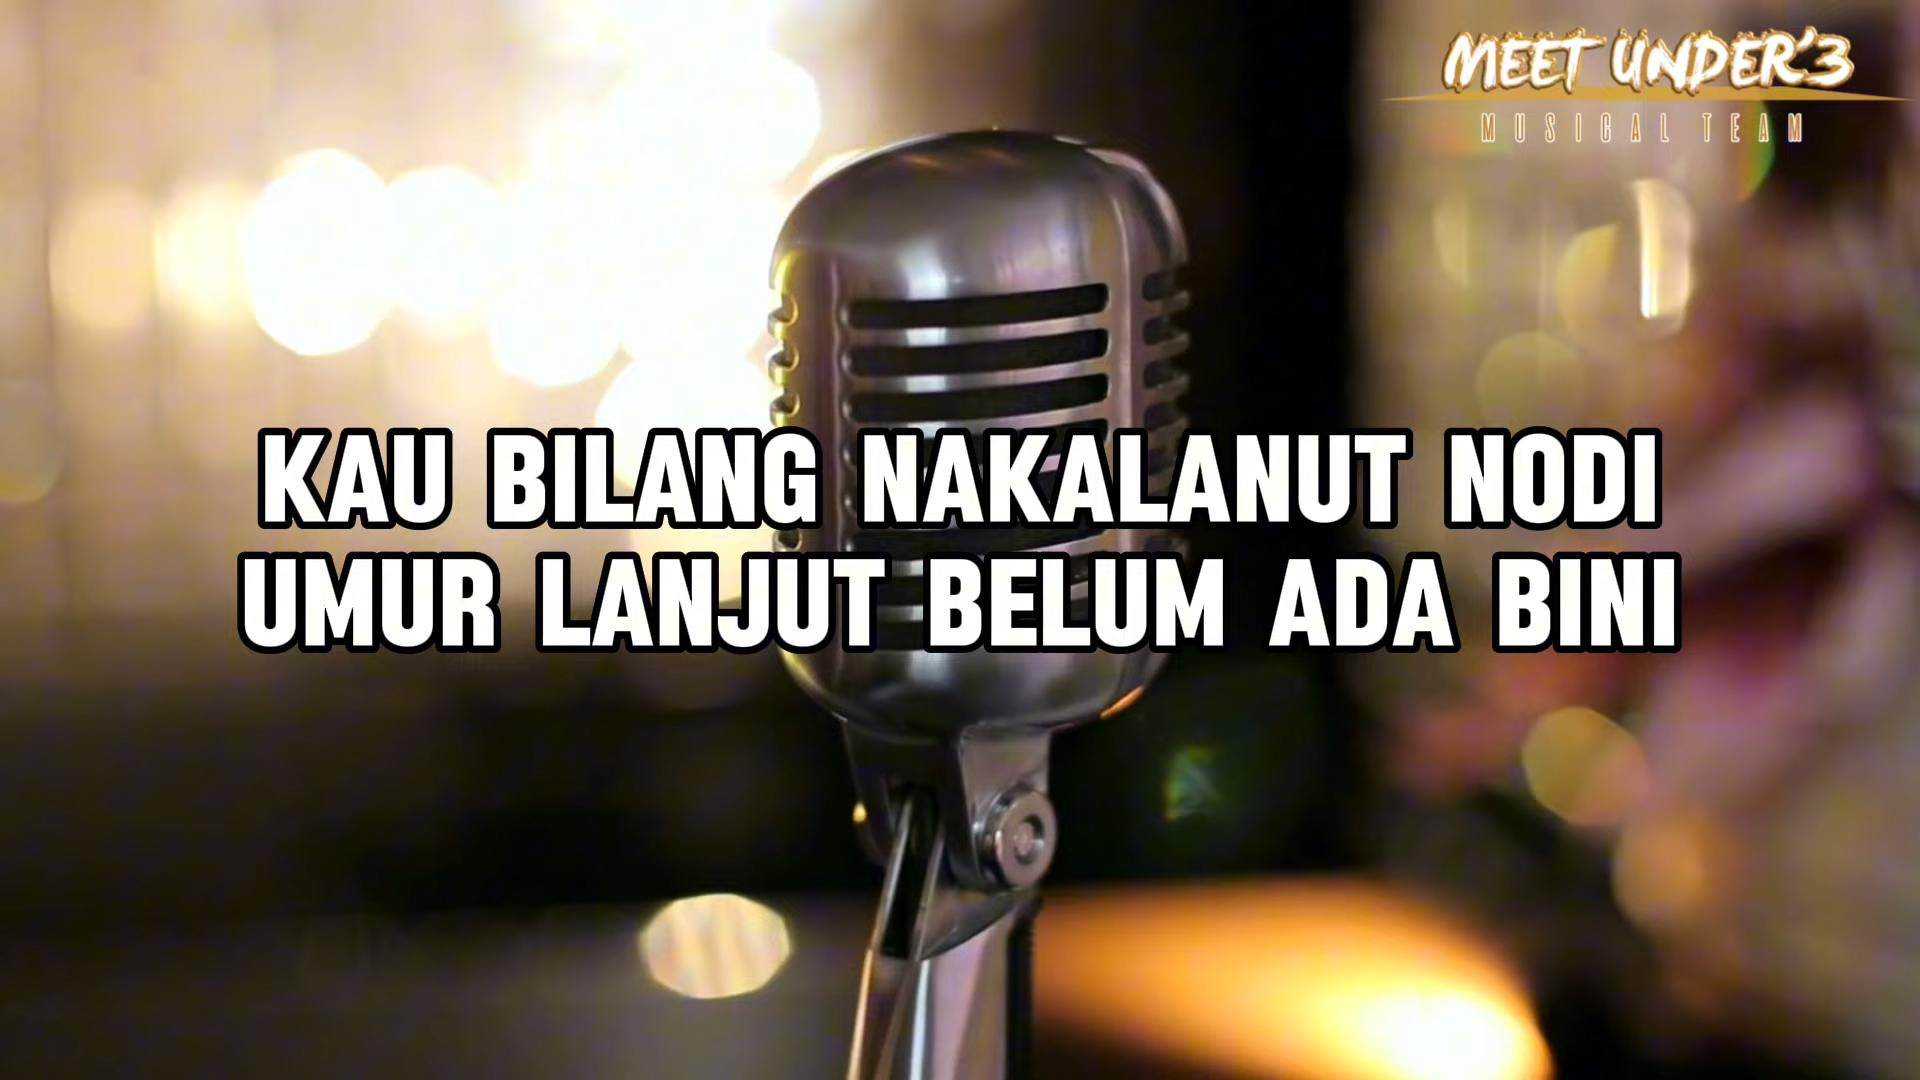 MEET UNDER'3
MUSICAL TEAM
KAU BILANG NAKALANUT NODI
UMUR LANJUT BELUM ADA BINI